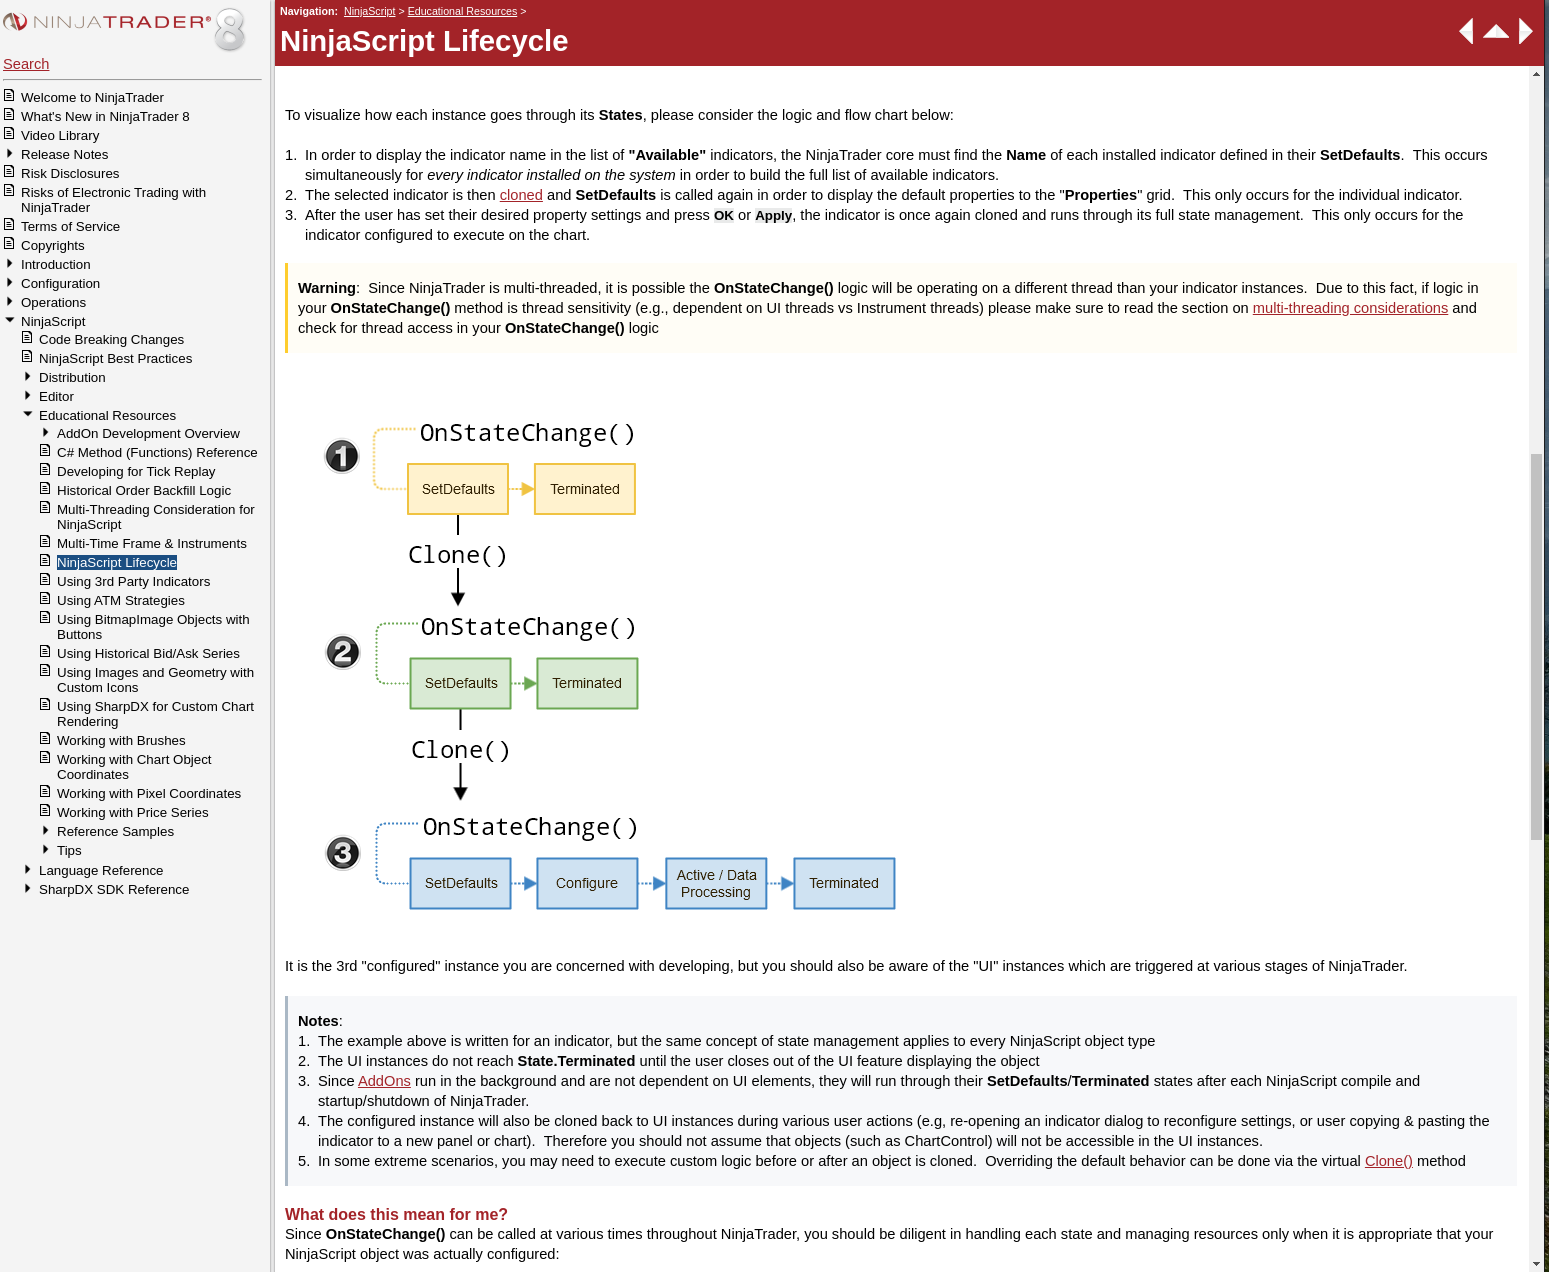 NINJATRADER® 8
Search
Welcome to NinjaTrader
What's New in NinjaTrader 8
Video Library
Release Notes
Risk Disclosures
Risks of Electronic Trading with
NinjaTrader
Terms of Service
Copyrights
Introduction
Configuration
Operations
NinjaScript
Code Breaking Changes
NinjaScript Best Practices
Distribution
Editor
Educational Resources
AddOn Development Overview
C# Method (Functions) Reference
Developing for Tick Replay
Historical Order Backfill Logic
Multi-Threading Consideration for
NinjaScript
Multi-Time Frame & Instruments
NinjaScript Lifecycle
Using 3rd Party Indicators
Using ATM Strategies
Using BitmapImage Objects with
Buttons
Using Historical Bid/Ask Series
Using Images and Geometry with
Custom Icons
Using SharpDX for Custom Chart
Rendering
Working with Brushes
Working with Chart Object
Coordinates
Working with Pixel Coordinates
Working with Price Series
Reference Samples
Tips
Language Reference
SharpDX SDK Reference
Navigation: NinjaScript > Educational Resources >
NinjaScript Lifecycle
To visualize how each instance goes through its States, please consider the logic and flow chart below:
1. In order to display the indicator name in the list of "Available" indicators, the NinjaTrader core must find the Name of each installed indicator defined in their SetDefaults. This occurs
simultaneously for every indicator installed on the system in order to build the full list of available indicators.
2. The selected indicator is then cloned and SetDefaults is called again in order to display the default properties to the "Properties" grid. This only occurs for the individual indicator.
3. After the user has set their desired property settings and press OK or Apply, the indicator is once again cloned and runs through its full state management. This only occurs for the
indicator configured to execute on the chart.
Warning: Since NinjaTrader is multi-threaded, it is possible the OnStateChange() logic will be operating on a different thread than your indicator instances. Due to this fact, if logic in
your OnStateChange() method is thread sensitivity (e.g., dependent on UI threads vs Instrument threads) please make sure to read the section on multi-threading considerations and
check for thread access in your OnStateChange() logic
OnStateChange()
1
SetDefaults Terminated
Clone()
OnStateChange()
2
SetDefaults Terminated
Clone()
OnStateChange()
3
SetDefaults Configure Active / Data Processing Terminated
It is the 3rd "configured" instance you are concerned with developing, but you should also be aware of the "UI" instances which are triggered at various stages of NinjaTrader.
Notes:
1. The example above is written for an indicator, but the same concept of state management applies to every NinjaScript object type
2. The UI instances do not reach State.Terminated until the user closes out of the UI feature displaying the object
3. Since AddOns run in the background and are not dependent on UI elements, they will run through their SetDefaults/Terminated states after each NinjaScript compile and
startup/shutdown of NinjaTrader.
4. The configured instance will also be cloned back to UI instances during various user actions (e.g, re-opening an indicator dialog to reconfigure settings, or user copying & pasting the
indicator to a new panel or chart). Therefore you should not assume that objects (such as ChartControl) will not be accessible in the UI instances.
5. In some extreme scenarios, you may need to execute custom logic before or after an object is cloned. Overriding the default behavior can be done via the virtual Clone() method
What does this mean for me?
Since OnStateChange() can be called at various times throughout NinjaTrader, you should be diligent in handling each state and managing resources only when it is appropriate that your
NinjaScript object was actually configured: